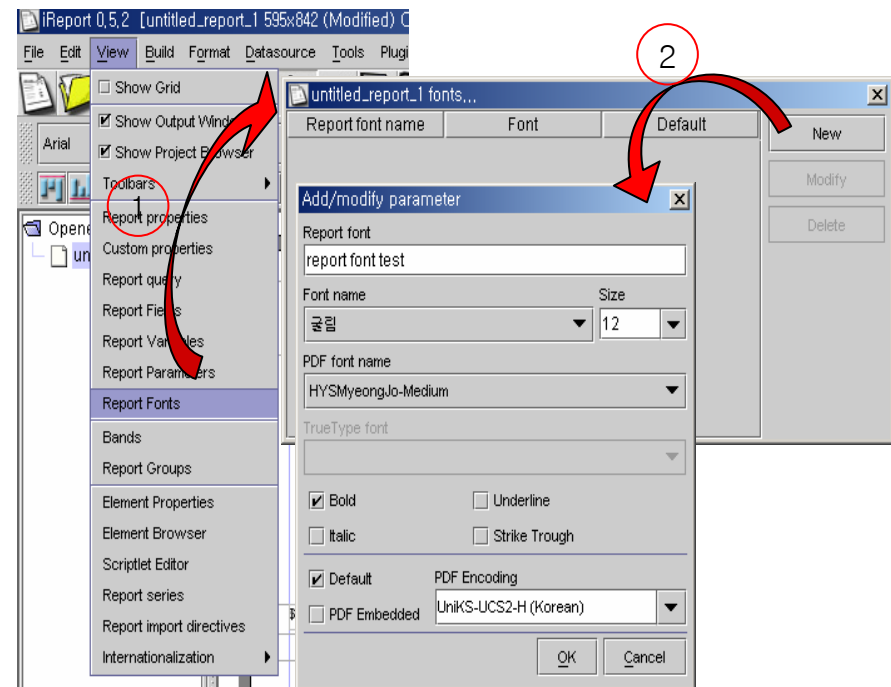 iReport 0,5,2 [untitled_report_1 595x842 (Modified)
File Edit View Build Format Datasource Tools Plugi
Show Grid
Show Output
Show Project Browser
Toolbars
Report properties
Custom properties
Report query
Report Fields
Report Variables
Report Parameters
Report Fonts
Bands
Report Groups
Element Properties
Element Browser
Scriptlet Editor
Report series
Report import directives
Internationalization
Arial
Opene
un
1
2
untitled_report_1 fonts,,,
Report font name Font Default
New
Modify
Delete
Add/modify parameter
Report font
report font test
Font name Size
굴림 12
PDF font name
HYSMyeongJo-Medium
TrueType font
Bold Underline
Italic Strike Trough
Default PDF Encoding
PDF Embedded UniKS-UCS2-H (Korean)
OK Cancel